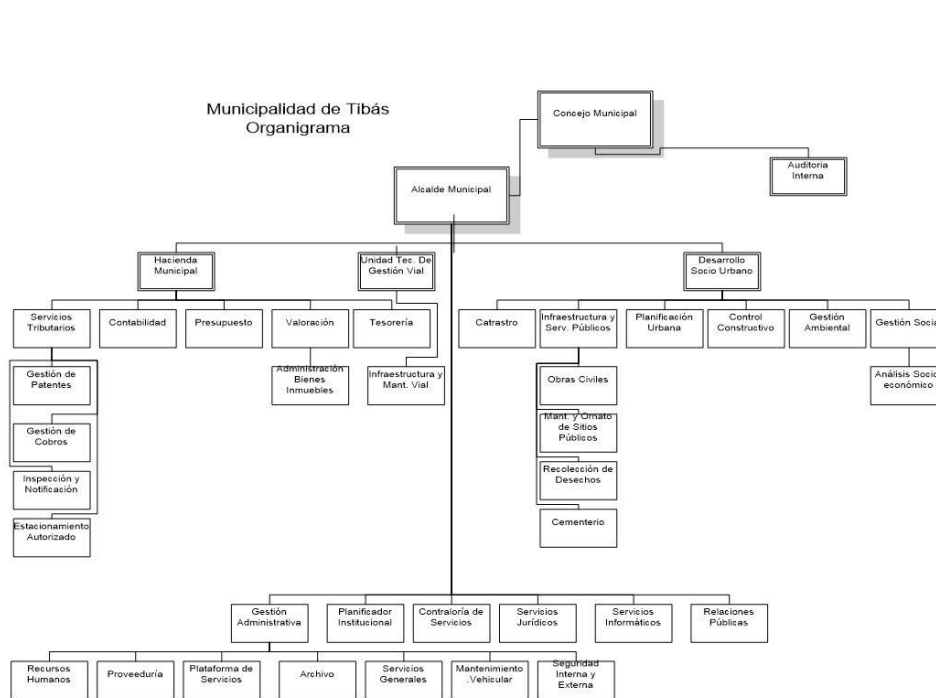 Municipalidad de Tibás
Organigrama
Concejo Municipal
Auditoria
Interna
Alcalde Municipal
Hacienda
Municipal
Unidad Tec. De
Gestión Vial
Desarrollo
Socio Urbano
Servicios
Tributarios
Contabilidad
Presupuesto
Valoración
Tesorería
Catrastro
Infraestructura y
Serv. Públicos
Planificación
Urbana
Control
Constructivo
Gestión
Ambiental
Gestión Socia
Gestión de
Patentes
Administración
Bienes
Inmuebles
Infraestructura y
Mant. Vial
Obras Civiles
Análisis Socio
económico
Gestión de
Cobros
Mant. y Ornato
de Sitios
Públicos
Inspección y
Notificación
Recolección de
Desechos
Estacionamiento
Autorizado
Cementerio
Gestión
Administrativa
Planificador
Institucional
Contraloría de
Servicios
Servicios
Jurídicos
Servicios
Informáticos
Relaciones
Públicas
Recursos
Humanos
Proveeduría
Plataforma de
Servicios
Archivo
Servicios
Generales
Mantenimiento
.Vehicular
Seguridad
Interna y
Externa